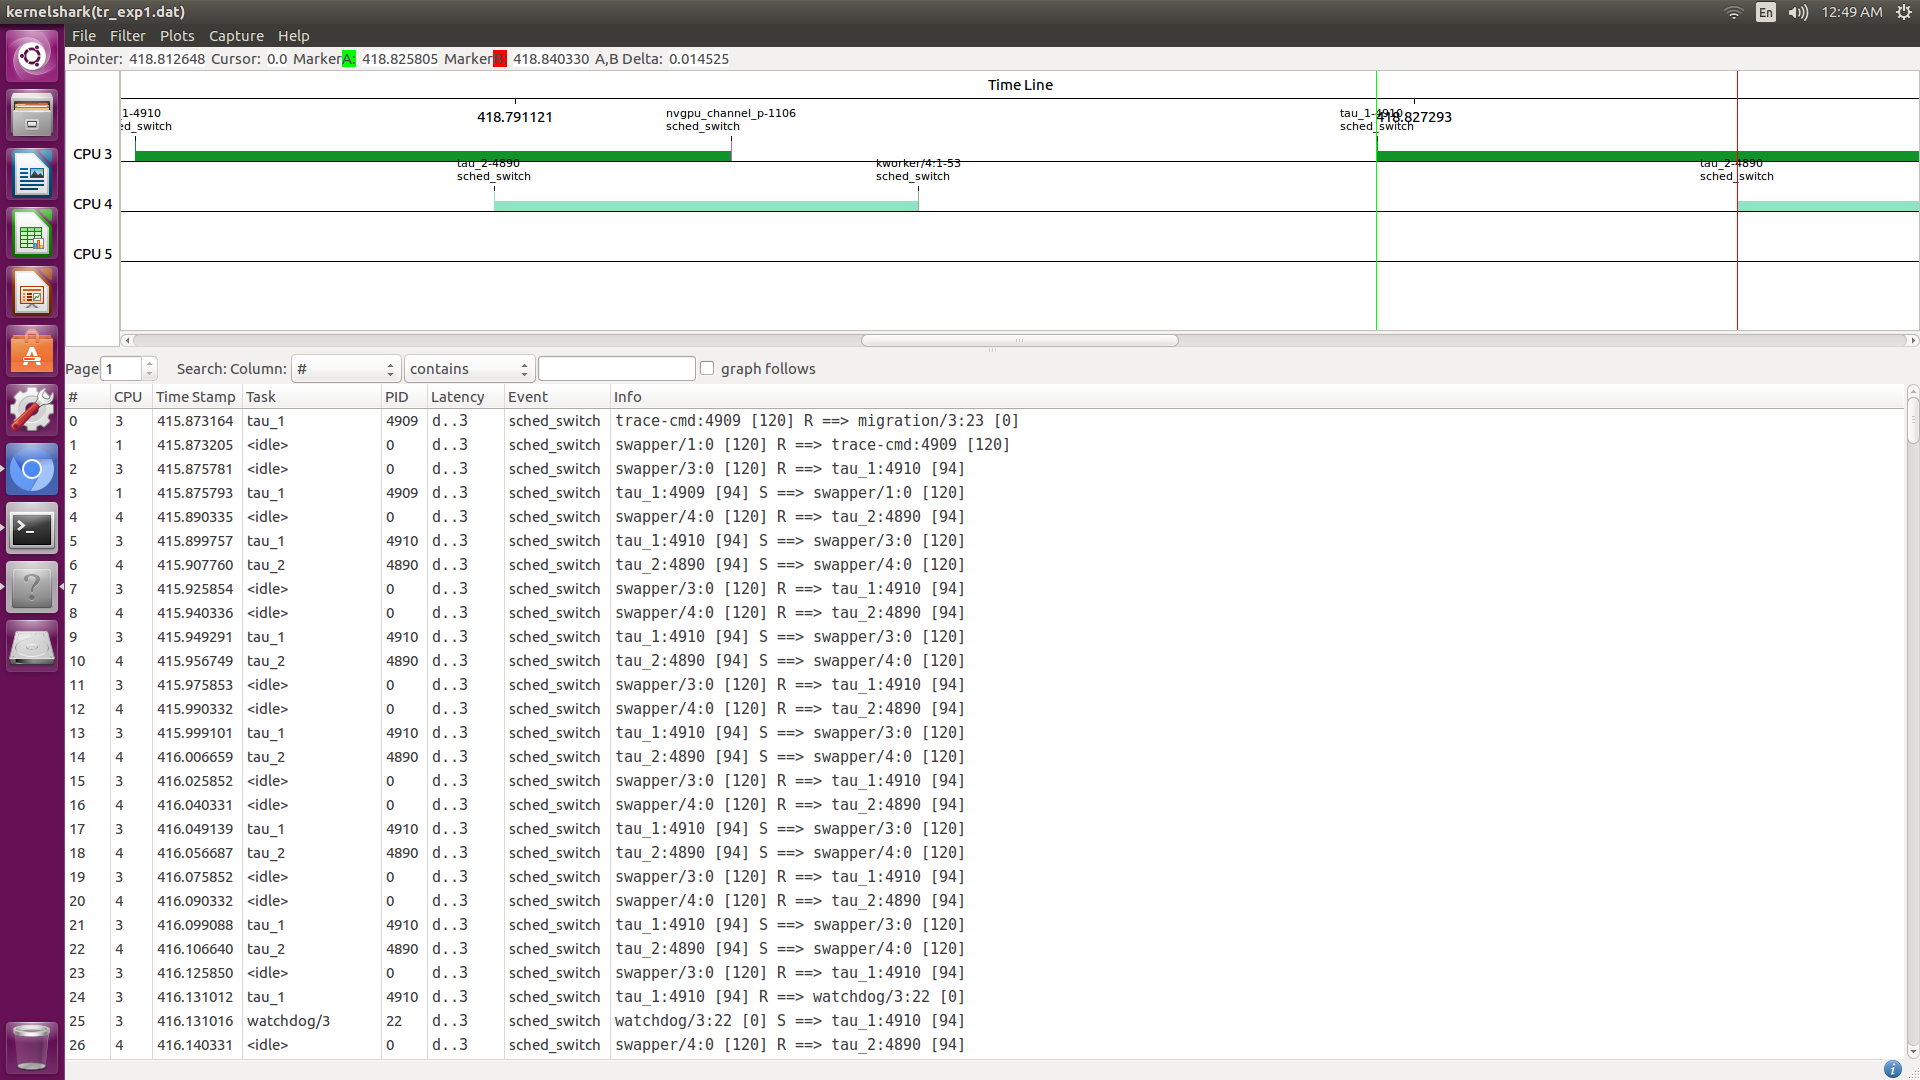 kernelshark(tr_exp1.dat)
En 12:49 AM
File Filter Plots Capture Help
Pointer: 418.812648 Cursor: 0.0 MarkerA: 418.825805 Marker 418.840330 A,B Delta: 0.014525
Time Line
418.791121 418.827293
1-4910 nvgpu_channel_p-1106 tau_1-4910
ed_switch sched_switch sched_switch
CPU 3
tau_2-4890 kworker/4:1-53 tau_2-4890
sched_switch sched_switch sched_switch
CPU 4
CPU 5
Page 1 Search: Column: # contains graph follows
# CPU Time Stamp Task PID Latency Event Info
0 3 415.873164 tau_1 4909 d..3 sched_switch trace-cmd:4909 [120] R ==> migration/3:23 [0]
1 1 415.873205 <idle> 0 d..3 sched_switch swapper/1:0 [120] R ==> trace-cmd:4909 [120]
2 3 415.875781 <idle> 0 d..3 sched_switch swapper/3:0 [120] R ==> tau_1:4910 [94]
3 1 415.875793 tau_1 4909 d..3 sched_switch tau_1:4909 [94] S ==> swapper/1:0 [120]
4 4 415.890335 <idle> 0 d..3 sched_switch swapper/4:0 [120] R ==> tau_2:4890 [94]
5 3 415.899757 tau_1 4910 d..3 sched_switch tau_1:4910 [94] S ==> swapper/3:0 [120]
6 4 415.907760 tau_2 4890 d..3 sched_switch tau_2:4890 [94] S ==> swapper/4:0 [120]
7 3 415.925854 <idle> 0 d..3 sched_switch swapper/3:0 [120] R ==> tau_1:4910 [94]
8 4 415.940336 <idle> 0 d..3 sched_switch swapper/4:0 [120] R ==> tau_2:4890 [94]
9 3 415.949291 tau_1 4910 d..3 sched_switch tau_1:4910 [94] S ==> swapper/3:0 [120]
10 4 415.956749 tau_2 4890 d..3 sched_switch tau_2:4890 [94] S ==> swapper/4:0 [120]
11 3 415.975853 <idle> 0 d..3 sched_switch swapper/3:0 [120] R ==> tau_1:4910 [94]
12 4 415.990332 <idle> 0 d..3 sched_switch swapper/4:0 [120] R ==> tau_2:4890 [94]
13 3 415.999101 tau_1 4910 d..3 sched_switch tau_1:4910 [94] S ==> swapper/3:0 [120]
14 4 416.006659 tau_2 4890 d..3 sched_switch tau_2:4890 [94] S ==> swapper/4:0 [120]
15 3 416.025852 <idle> 0 d..3 sched_switch swapper/3:0 [120] R ==> tau_1:4910 [94]
16 4 416.040331 <idle> 0 d..3 sched_switch swapper/4:0 [120] R ==> tau_2:4890 [94]
17 3 416.049139 tau_1 4910 d..3 sched_switch tau_1:4910 [94] S ==> swapper/3:0 [120]
18 4 416.056687 tau_2 4890 d..3 sched_switch tau_2:4890 [94] S ==> swapper/4:0 [120]
19 3 416.075852 <idle> 0 d..3 sched_switch swapper/3:0 [120] R ==> tau_1:4910 [94]
20 4 416.090332 <idle> 0 d..3 sched_switch swapper/4:0 [120] R ==> tau_2:4890 [94]
21 3 416.099088 tau_1 4910 d..3 sched_switch tau_1:4910 [94] S ==> swapper/3:0 [120]
22 4 416.106640 tau_2 4890 d..3 sched_switch tau_2:4890 [94] S ==> swapper/4:0 [120]
23 3 416.125850 <idle> 0 d..3 sched_switch swapper/3:0 [120] R ==> tau_1:4910 [94]
24 3 416.131012 tau_1 4910 d..3 sched_switch tau_1:4910 [94] R ==> watchdog/3:22 [0]
25 3 416.131016 watchdog/3 22 d..3 sched_switch watchdog/3:22 [0] S ==> tau_1:4910 [94]
26 4 416.140331 <idle> 0 d..3 sched_switch swapper/4:0 [120] R ==> tau_2:4890 [94]